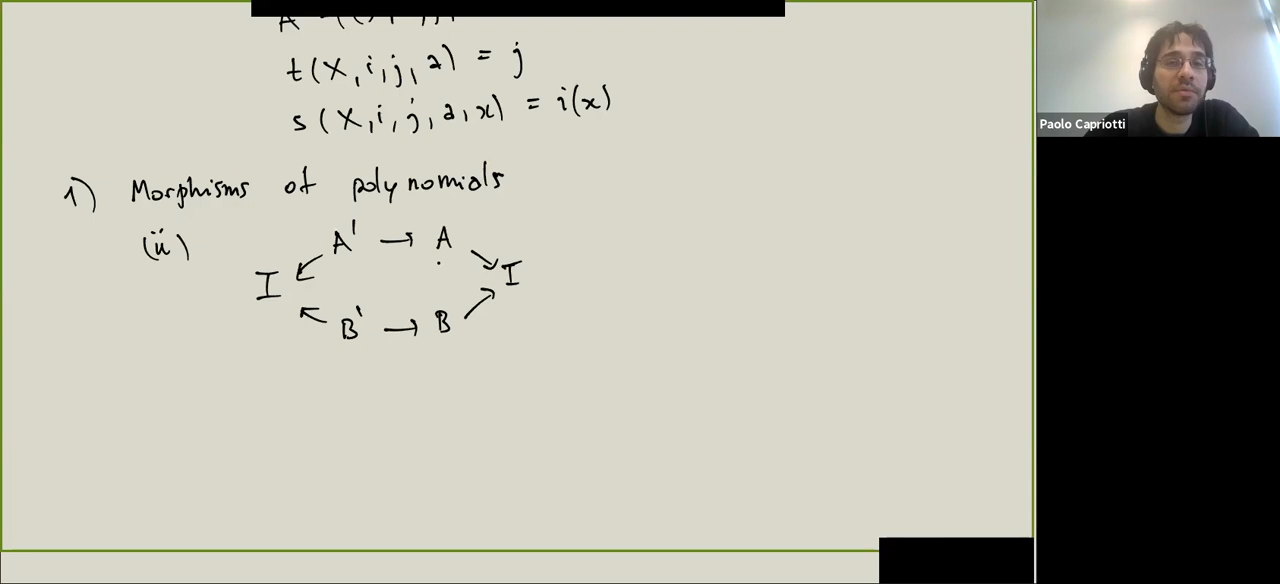 t(X, i, j, a) = j
s(X, i, j, a, x) = i(x)
1) Morphisms of polynomials
(ii)
A' → A
I I
B' → B
Paolo Capriotti